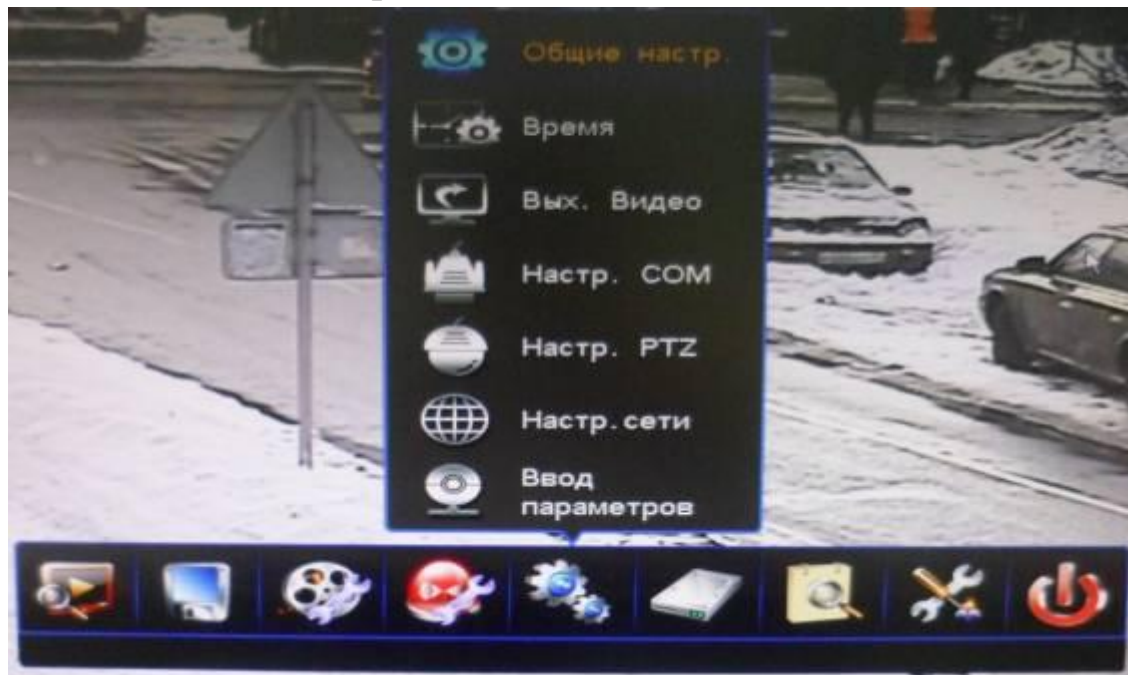 Общие настр.
Время
Вых. Видео
Настр. COM
Настр. PTZ
Настр.сети
Ввод
параметров